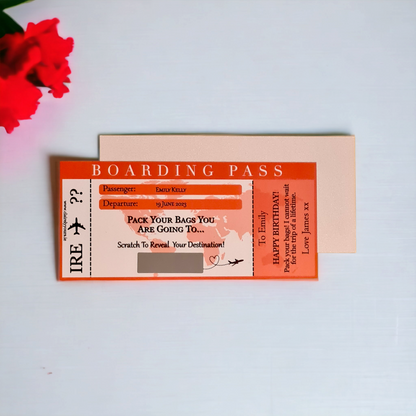 BOARDING PASS
IRE ✈ ??
Passenger: EMILY KELLY
Departure: 19 JUNE 2023
PACK YOUR BAGS YOU
ARE GOING TO...
Scratch To Reveal Your Destination!
To Emily
HAPPY BIRTHDAY!
Pack your bags! I cannot wait
for the trip of a lifetime.
Love James xx